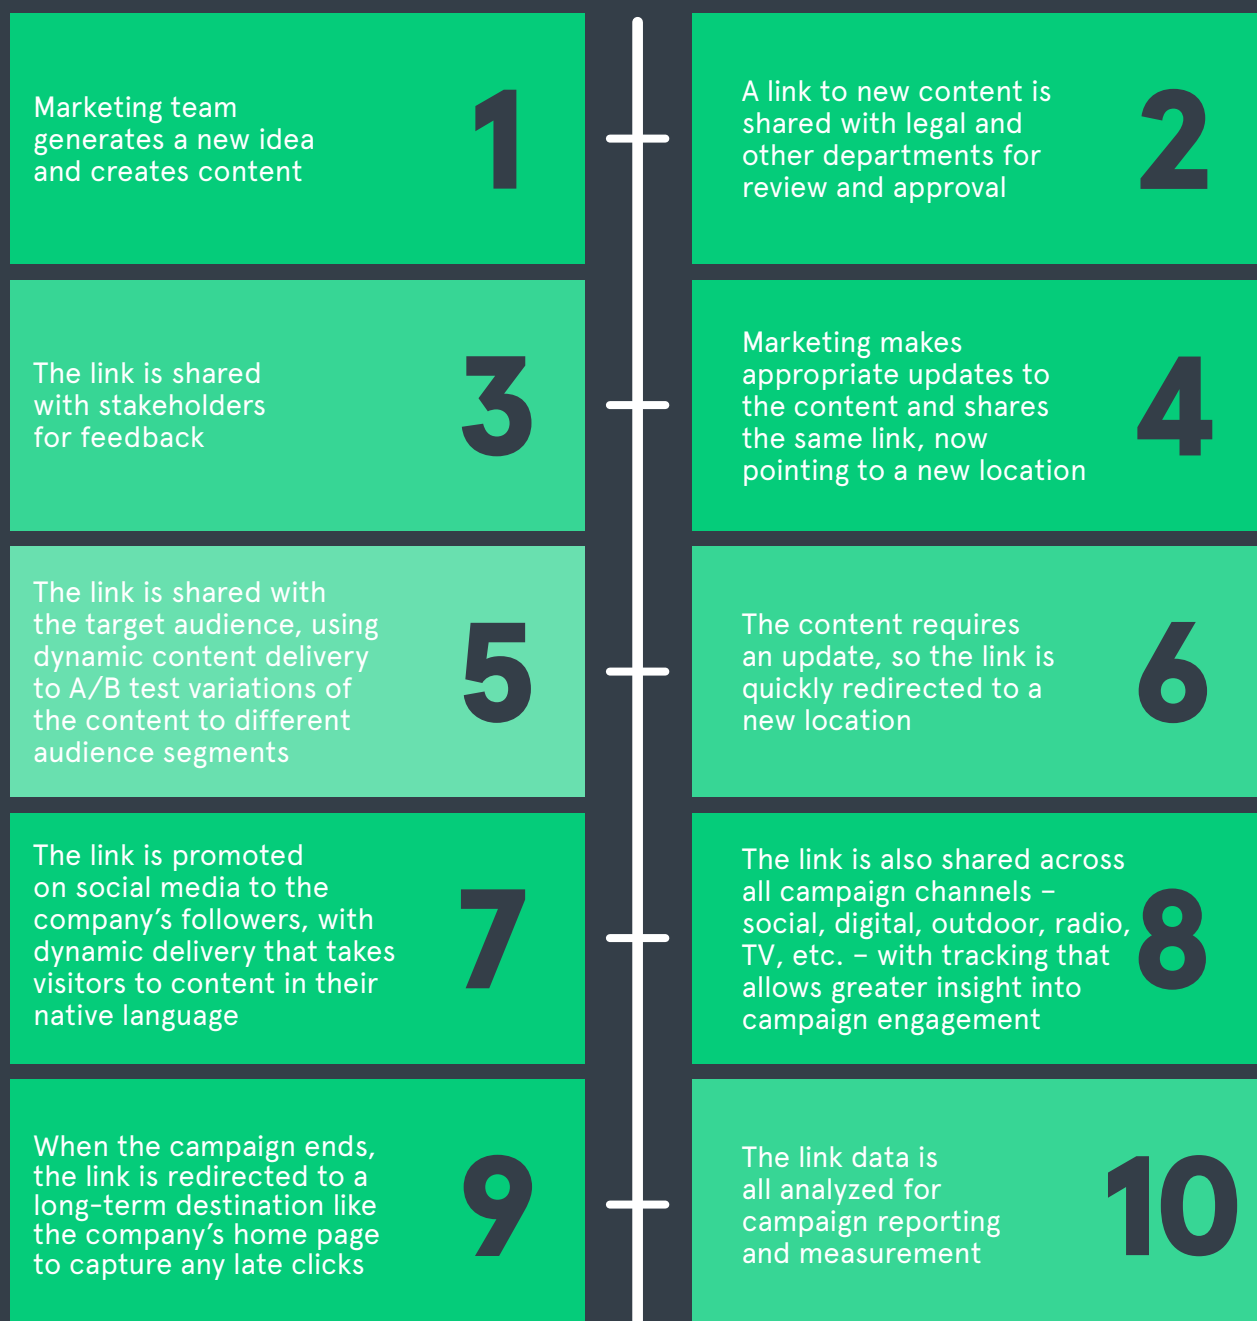 Marketing team
generates a new idea
and creates content
1
A link to new content is
shared with legal and
other departments for
review and approval
2
The link is shared
with stakeholders
for feedback
3
Marketing makes
appropriate updates to
the content and shares
the same link, now
pointing to a new location
4
The link is shared with
the target audience, using
dynamic content delivery
to A/B test variations of
the content to different
audience segments
5
The content requires
an update, so the link is
quickly redirected to a
new location
6
The link is promoted
on social media to the
company’s followers, with
dynamic delivery that takes
visitors to content in their
native language
7
The link is also shared across
all campaign channels –
social, digital, outdoor, radio,
TV, etc. – with tracking that
allows greater insight into
campaign engagement
8
When the campaign ends,
the link is redirected to a
long-term destination like
the company’s home page
to capture any late clicks
9
The link data is
all analyzed for
campaign reporting
and measurement
10